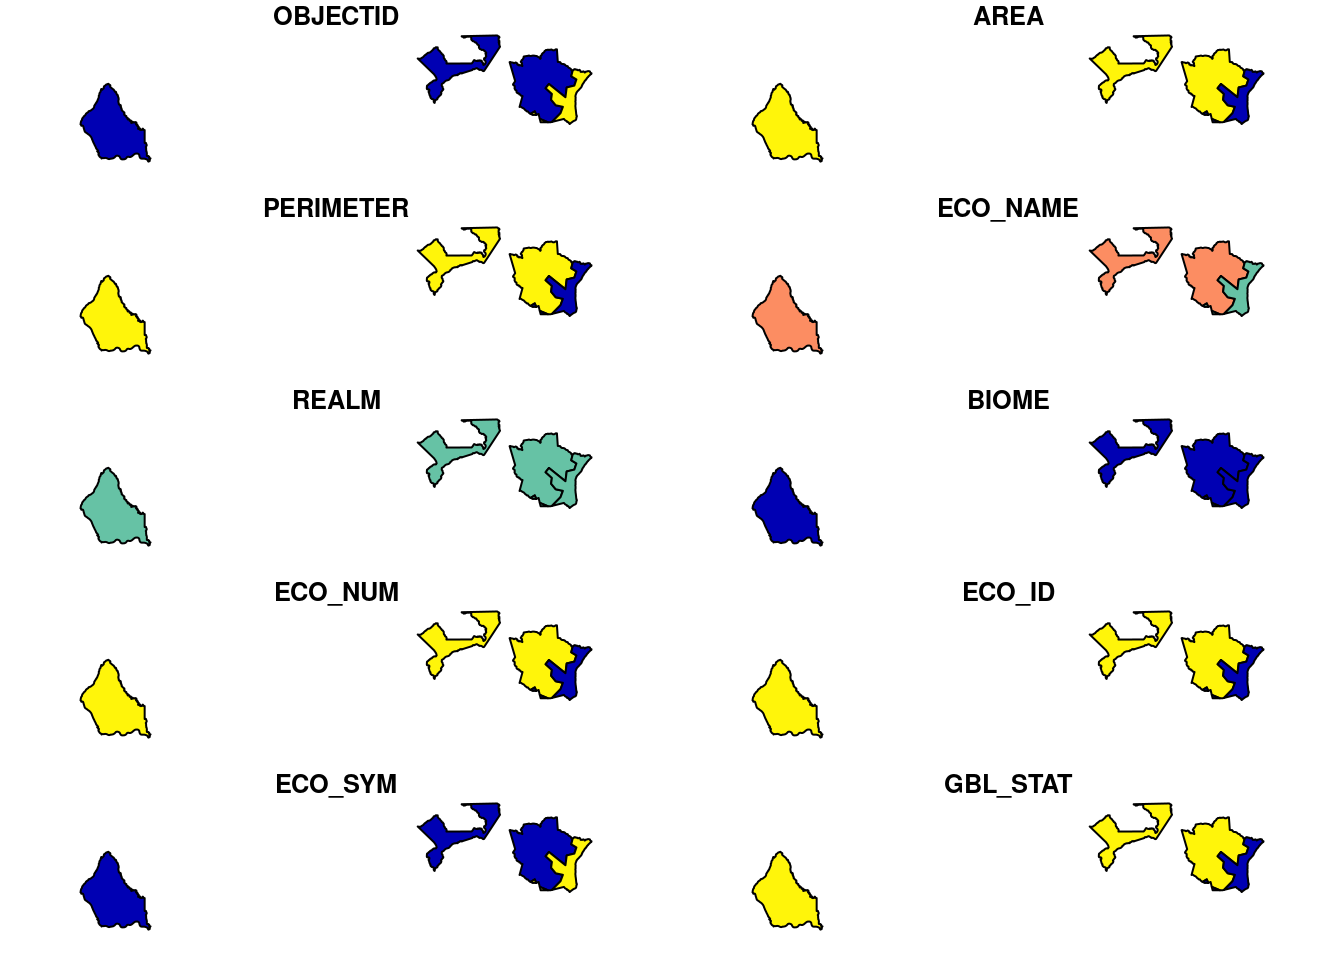 OBJECTID
AREA
PERIMETER
ECO_NAME
REALM
BIOME
ECO_NUM
ECO_ID
ECO_SYM
GBL_STAT